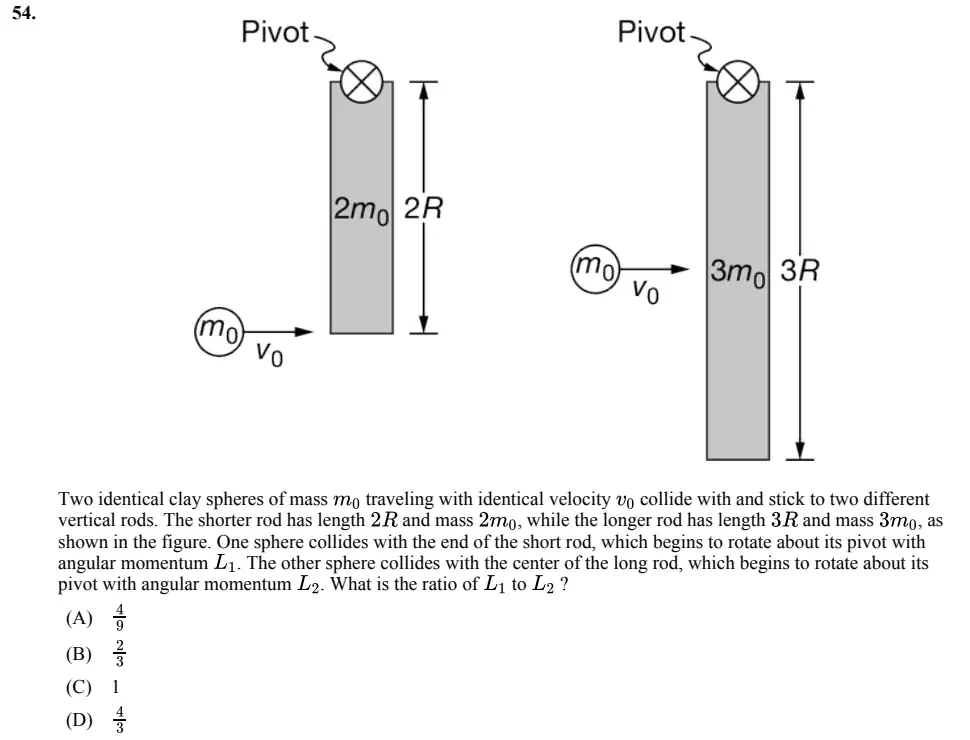 54.
Pivot
Pivot
2m₀ 2R
m₀
v₀
3m₀ 3R
m₀
v₀
Two identical clay spheres of mass m₀ traveling with identical velocity v₀ collide with and stick to two different
vertical rods. The shorter rod has length 2R and mass 2m₀, while the longer rod has length 3R and mass 3m₀, as
shown in the figure. One sphere collides with the end of the short rod, which begins to rotate about its pivot with
angular momentum L₁. The other sphere collides with the center of the long rod, which begins to rotate about its
pivot with angular momentum L₂. What is the ratio of L₁ to L₂ ?
(A) 4/9
(B) 2/3
(C) 1
(D) 4/3